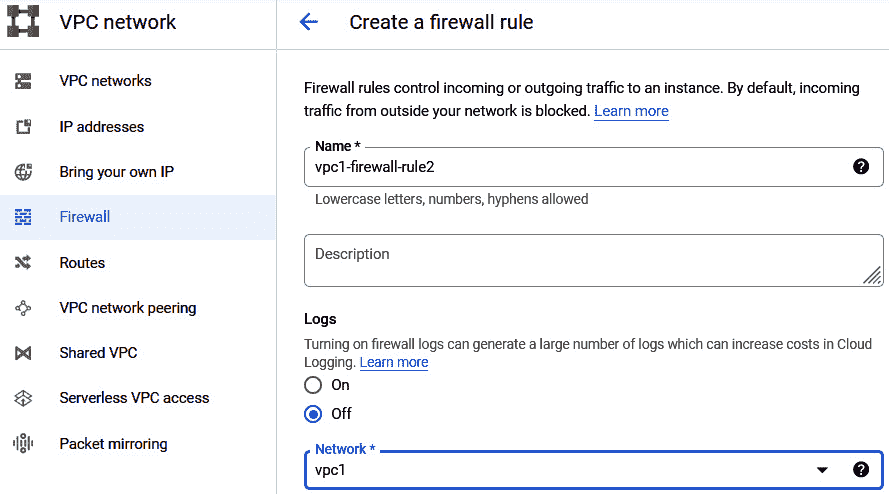 VPC network
Create a firewall rule
VPC networks
IP addresses
Bring your own IP
Firewall
Routes
VPC network peering
Shared VPC
Serverless VPC access
Packet mirroring
Firewall rules control incoming or outgoing traffic to an instance. By default, incoming
traffic from outside your network is blocked. Learn more
Name *
vpc1-firewall-rule2
?
Lowercase letters, numbers, hyphens allowed
Description
Logs
Turning on firewall logs can generate a large number of logs which can increase costs in Cloud
Logging. Learn more
On
Off
Network *
vpc1
?